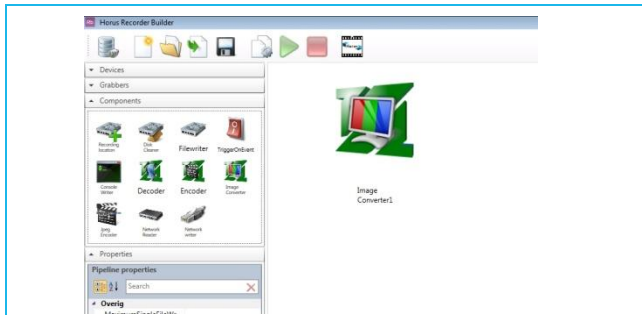 Horus Recorder Builder
Devices
Grabbers
Components
Recording location
Disk Cleaner
Filewriter
TriggerOnEvent
Console Writer
Decoder
Encoder
Image Converter
Jpeg Encoder
Network Reader
Network writer
Image
Converter1
Properties
Pipeline properties
Search
Overig